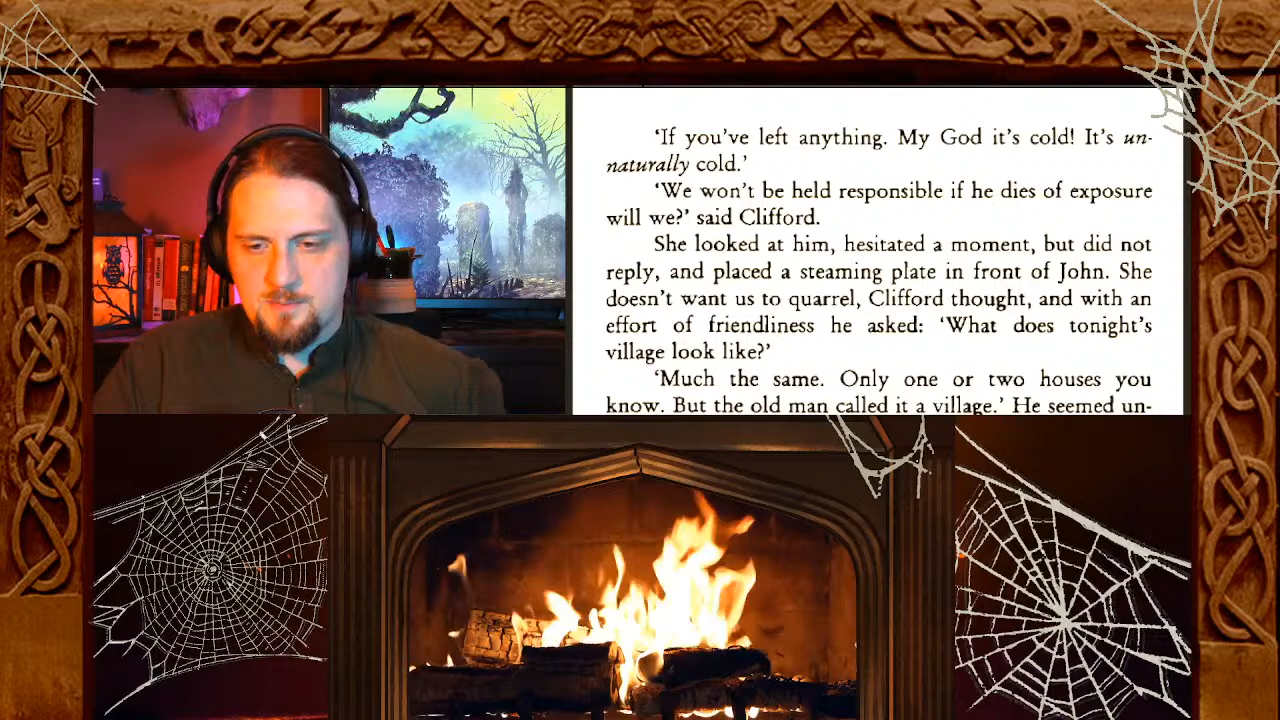 ‘If you’ve left anything. My God it’s cold! It’s un-
naturally cold.’
‘We won’t be held responsible if he dies of exposure
will we?’ said Clifford.
She looked at him, hesitated a moment, but did not
reply, and placed a steaming plate in front of John. She
doesn’t want us to quarrel, Clifford thought, and with an
effort of friendliness he asked: ‘What does tonight’s
village look like?’
‘Much the same. Only one or two houses you
know. But the old man called it a village.’ He seemed un-